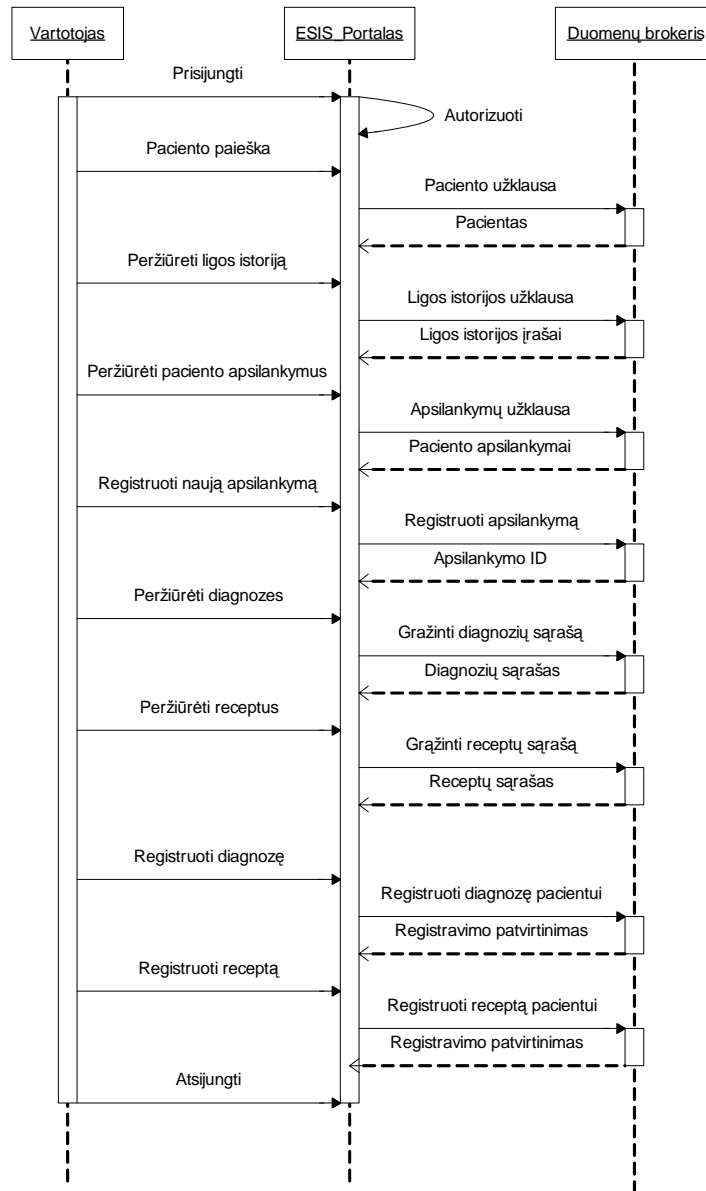 Vartotojas
ESIS_Portalas
Duomenų brokeris
Prisijungti
Autorizuoti
Paciento paieška
Paciento užklausa
Pacientas
Peržiūreti ligos istoriją
Ligos istorijos užklausa
Ligos istorijos įrašai
Peržiūrėti paciento apsilankymus
Apsilankymų užklausa
Paciento apsilankymai
Registruoti naują apsilankymą
Registruoti apsilankymą
Apsilankymo ID
Peržiūrėti diagnozes
Gražinti diagnozių sąrašą
Diagnozių sąrašas
Peržiūrėti receptus
Grąžinti receptų sąrašą
Receptų sąrašas
Registruoti diagnozę
Registruoti diagnozę pacientui
Registravimo patvirtinimas
Registruoti receptą
Registruoti receptą pacientui
Registravimo patvirtinimas
Atsijungti